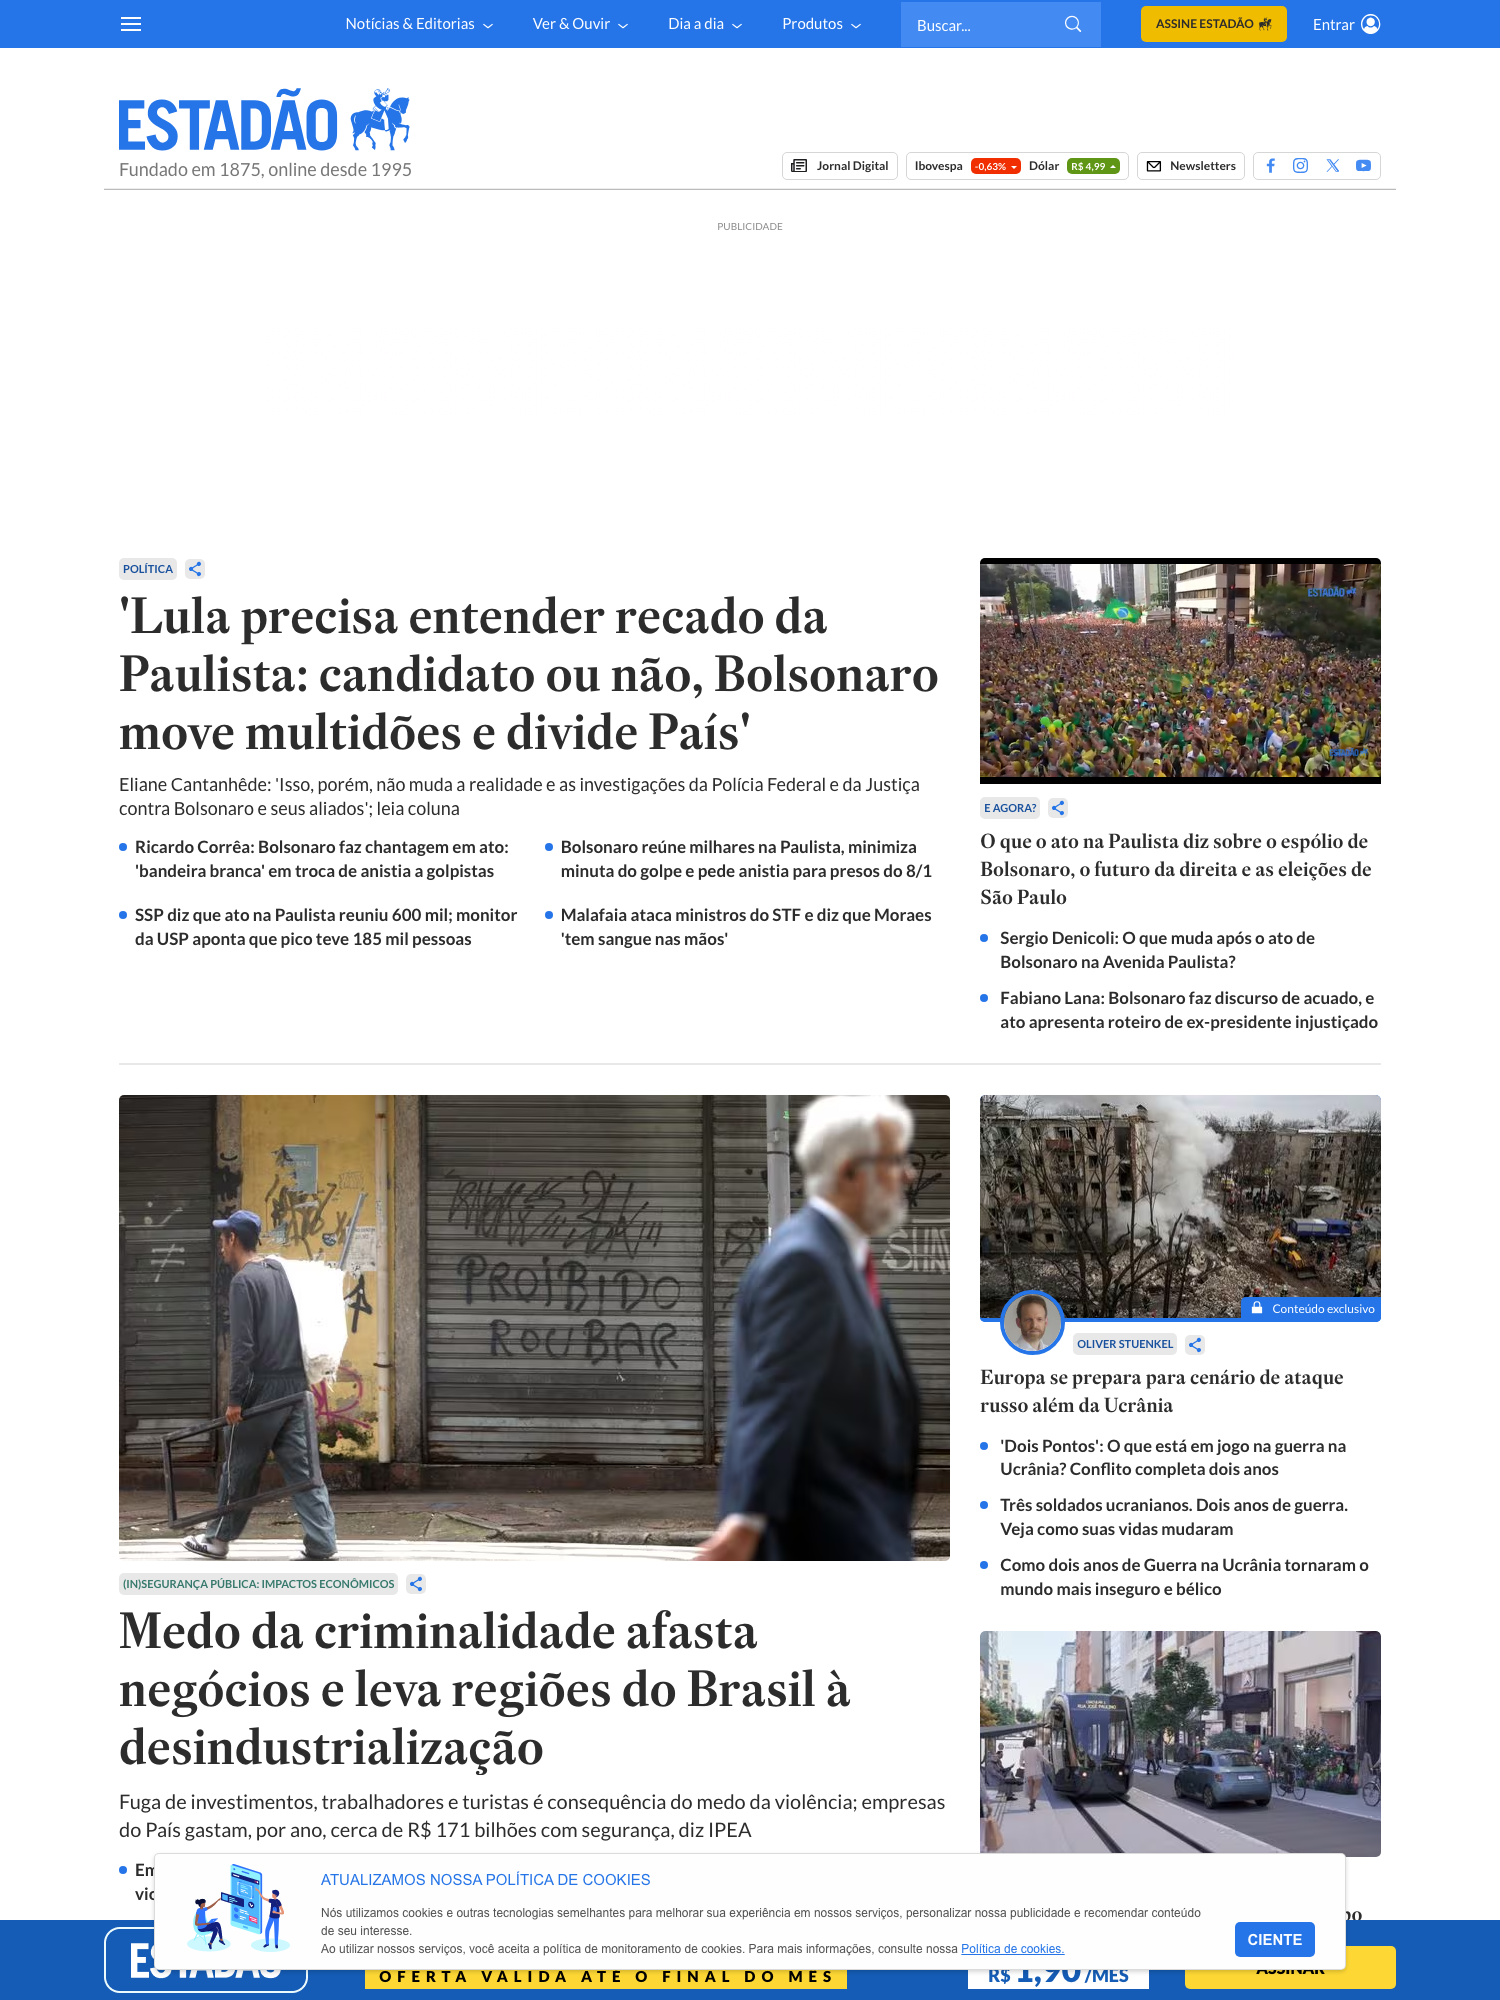 Notícias & Editorias
Ver & Ouvir
Dia a dia
Produtos
Buscar...
ASSINE ESTADÃO
Entrar
ESTADÃO
Fundado em 1875, online desde 1995
Jornal Digital
Ibovespa -0,63% Dólar R$ 4,99
Newsletters
PUBLICIDADE
POLÍTICA
'Lula precisa entender recado da
Paulista: candidato ou não, Bolsonaro
move multidões e divide País'
Eliane Cantanhêde: 'Isso, porém, não muda a realidade e as investigações da Polícia Federal e da Justiça
contra Bolsonaro e seus aliados'; leia coluna
Ricardo Corrêa: Bolsonaro faz chantagem em ato:
'bandeira branca' em troca de anistia a golpistas
Bolsonaro reúne milhares na Paulista, minimiza
minuta do golpe e pede anistia para presos do 8/1
SSP diz que ato na Paulista reuniu 600 mil; monitor
da USP aponta que pico teve 185 mil pessoas
Malafaia ataca ministros do STF e diz que Moraes
'tem sangue nas mãos'
ESTADÃO
ESTADÃO
E AGORA?
O que o ato na Paulista diz sobre o espólio de
Bolsonaro, o futuro da direita e as eleições de
São Paulo
Sergio Denicoli: O que muda após o ato de
Bolsonaro na Avenida Paulista?
Fabiano Lana: Bolsonaro faz discurso de acuado, e
ato apresenta roteiro de ex-presidente injustiçado
PROIBIDO
ROUBAR
(IN)SEGURANÇA PÚBLICA: IMPACTOS ECONÔMICOS
Medo da criminalidade afasta
negócios e leva regiões do Brasil à
desindustrialização
Fuga de investimentos, trabalhadores e turistas é consequência do medo da violência; empresas
do País gastam, por ano, cerca de R$ 171 bilhões com segurança, diz IPEA
Conteúdo exclusivo
OLIVER STUENKEL
Europa se prepara para cenário de ataque
russo além da Ucrânia
'Dois Pontos': O que está em jogo na guerra na
Ucrânia? Conflito completa dois anos
Três soldados ucranianos. Dois anos de guerra.
Veja como suas vidas mudaram
Como dois anos de Guerra na Ucrânia tornaram o
mundo mais inseguro e bélico
RUA JOSÉ PAULINO
ATUALIZAMOS NOSSA POLÍTICA DE COOKIES
Nós utilizamos cookies e outras tecnologias semelhantes para melhorar sua experiência em nossos serviços, personalizar nossa publicidade e recomendar conteúdo
de seu interesse.
Ao utilizar nossos serviços, você aceita a política de monitoramento de cookies. Para mais informações, consulte nossa Política de cookies.
CIENTE
ESTADÃO
OFERTA VÁLIDA ATÉ O FINAL DO MÊS
R$ 1,90/MÊS
ASSINAR